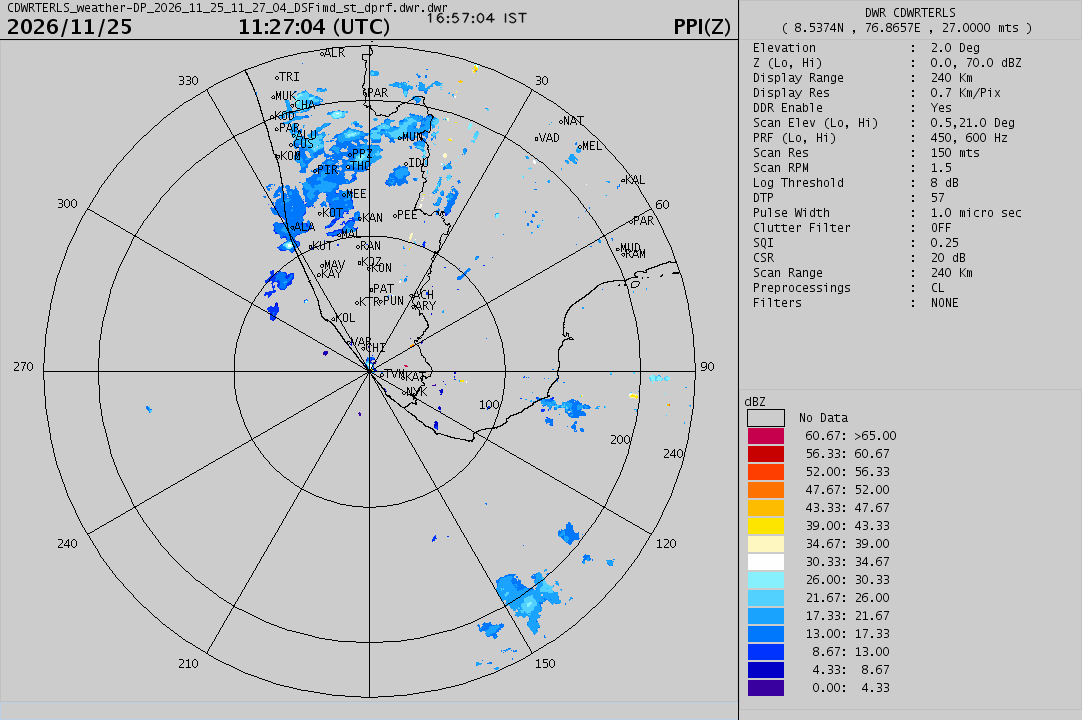 CDWRTERLS_weather-DP_2026_11_25_11_27_04_DSFimd_st_dprf.dwr.dwr
2026/11/25 11:27:04 (UTC) 16:57:04 IST PPI(Z)
DWR CDWRTERLS
( 8.5374N , 76.8657E , 27.0000 mts )
Elevation : 2.0 Deg
Z (Lo, Hi) : 0.0, 70.0 dBZ
Display Range : 240 Km
Display Res : 0.7 Km/Pix
DDR Enable : Yes
Scan Elev (Lo, Hi) : 0.5,21.0 Deg
PRF (Lo, Hi) : 450, 600 Hz
Scan Res : 150 mts
Scan RPM : 1.5
Log Threshold : 8 dB
DTP : 57
Pulse Width : 1.0 micro sec
Clutter Filter : OFF
SQI : 0.25
CSR : 20 dB
Scan Range : 240 Km
Preprocessings : CL
Filters : NONE
dBZ
No Data
60.67: >65.00
56.33: 60.67
52.00: 56.33
47.67: 52.00
43.33: 47.67
39.00: 43.33
34.67: 39.00
30.33: 34.67
26.00: 30.33
21.67: 26.00
17.33: 21.67
13.00: 17.33
8.67: 13.00
4.33: 8.67
0.00: 4.33
ALR
TRI
330
30
MUK
PAR
CHA
KOD
NAT
PAR
ALU
MUN
VAD
CUS
MEL
KOM
PPZ
THO
IDU
PIR
KAL
MEE
300
60
KOT
KAN
PEE
PAR
ALA
MAL
KUT
RAN
MUD
RAM
MAV
KOZ
KON
KAY
PAT
ACH
KTR
PUN
ARY
KOL
VAR
CHI
270
90
TVN
KAT
NYK
100
200
240
240
120
210
150